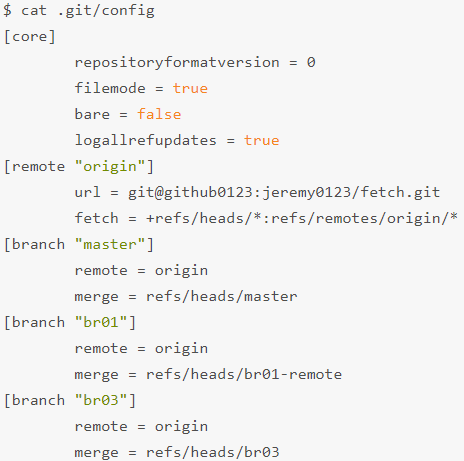 $ cat .git/config
[core]
        repositoryformatversion = 0
        filemode = true
        bare = false
        logallrefupdates = true
[remote "origin"]
        url = git@github0123:jeremy0123/fetch.git
        fetch = +refs/heads/*:refs/remotes/origin/*
[branch "master"]
        remote = origin
        merge = refs/heads/master
[branch "br01"]
        remote = origin
        merge = refs/heads/br01-remote
[branch "br03"]
        remote = origin
        merge = refs/heads/br03